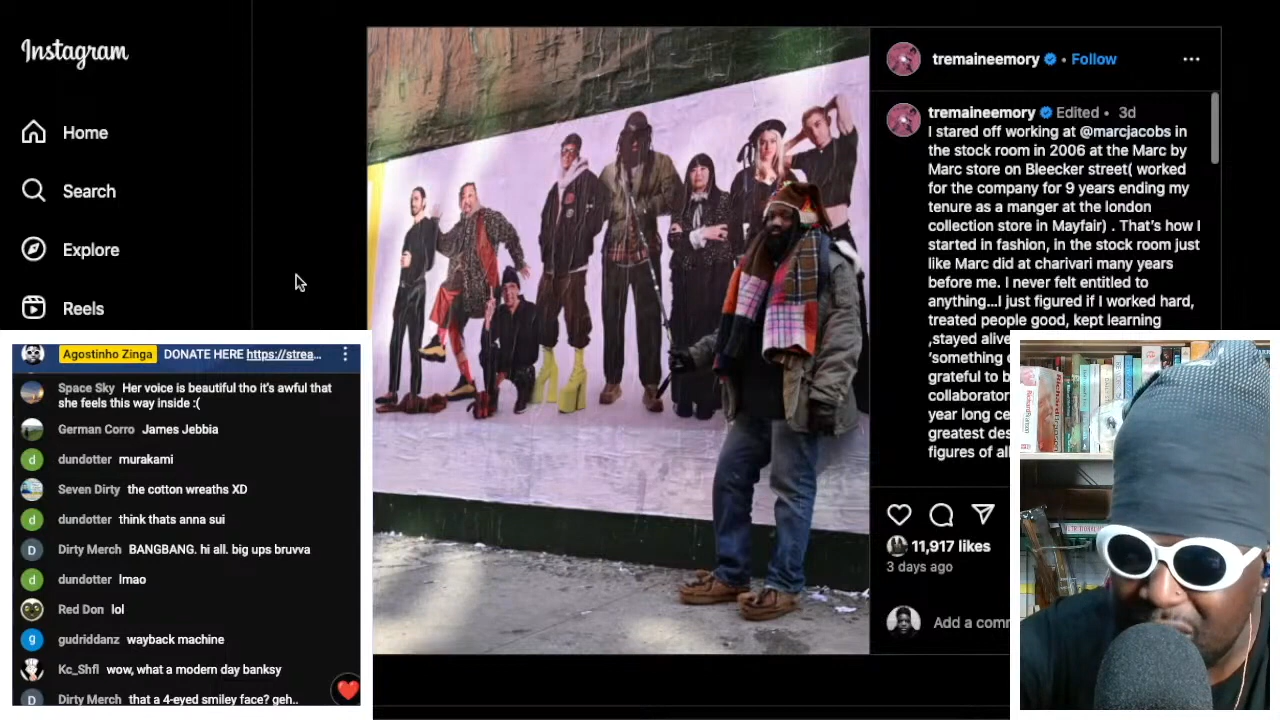 Instagram
Home
Search
Explore
Reels
tremaineemory • Follow
tremaineemory Edited • 3d
I stared off working at @marcjacobs in
the stock room in 2006 at the Marc by
Marc store on Bleecker street( worked
for the company for 9 years ending my
tenure as a manger at the london
collection store in Mayfair) . That's how I
started in fashion, in the stock room just
like Marc did at charivari many years
before me. I never felt entitled to
anything...I just figured if I worked hard,
treated people good, kept learning
,stayed alive
'something
grateful to b
collaborator
year long ce
greatest des
figures of al
11,917 likes
3 days ago
Add a comm
Agostinho Zinga DONATE HERE https://strea...
Space Sky Her voice is beautiful tho it's awful that
she feels this way inside :(
German Corro James Jebbia
d dundotter murakami
Seven Dirty the cotton wreaths XD
d dundotter think thats anna sui
D Dirty Merch BANGBANG. hi all. big ups bruvva
d dundotter lmao
Red Don lol
g gudriddanz wayback machine
Kc_Shfl wow, what a modern day banksy
D Dirty Merch that a 4-eyed smiley face? geh..